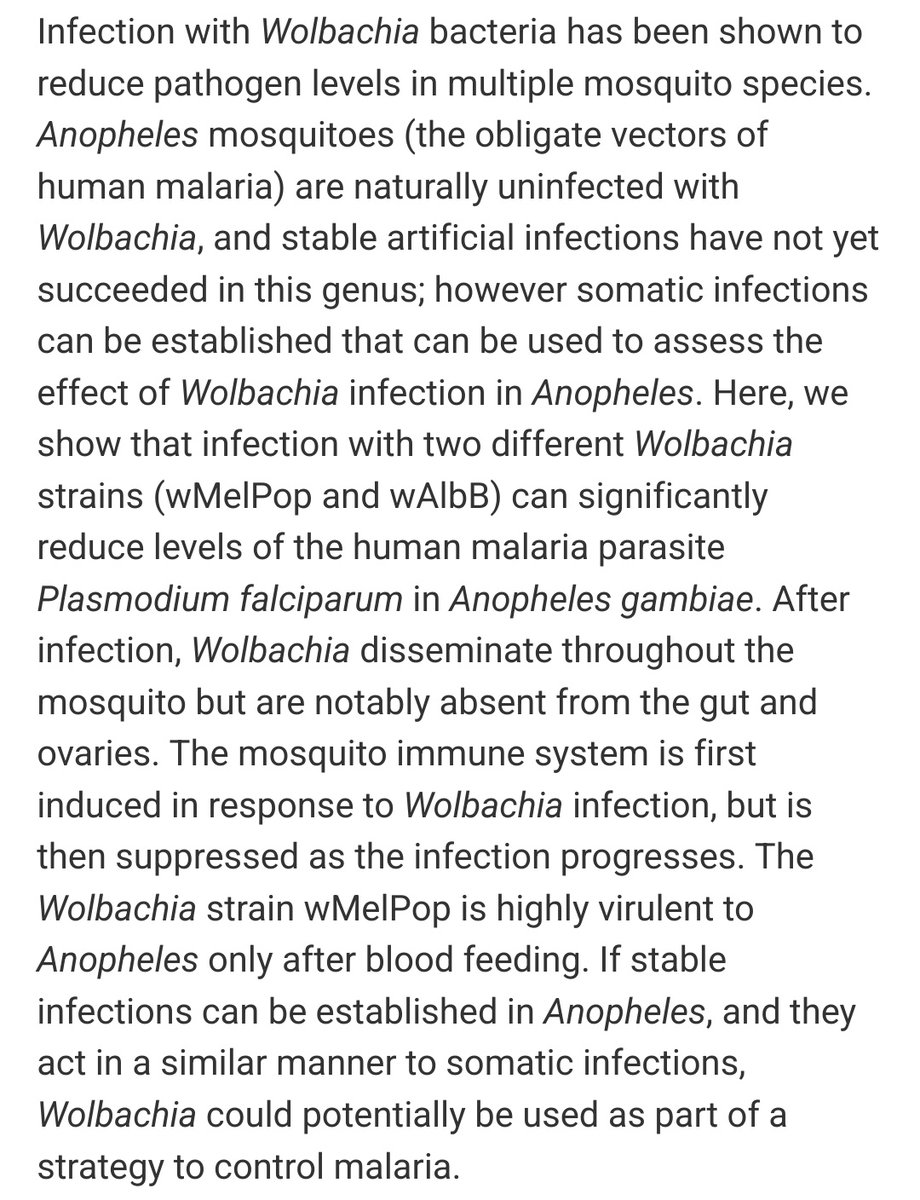 Infection with Wolbachia bacteria has been shown to
reduce pathogen levels in multiple mosquito species.
Anopheles mosquitoes (the obligate vectors of
human malaria) are naturally uninfected with
Wolbachia, and stable artificial infections have not yet
succeeded in this genus; however somatic infections
can be established that can be used to assess the
effect of Wolbachia infection in Anopheles. Here, we
show that infection with two different Wolbachia
strains (wMelPop and wAlbB) can significantly
reduce levels of the human malaria parasite
Plasmodium falciparum in Anopheles gambiae. After
infection, Wolbachia disseminate throughout the
mosquito but are notably absent from the gut and
ovaries. The mosquito immune system is first
induced in response to Wolbachia infection, but is
then suppressed as the infection progresses. The
Wolbachia strain wMelPop is highly virulent to
Anopheles only after blood feeding. If stable
infections can be established in Anopheles, and they
act in a similar manner to somatic infections,
Wolbachia could potentially be used as part of a
strategy to control malaria.